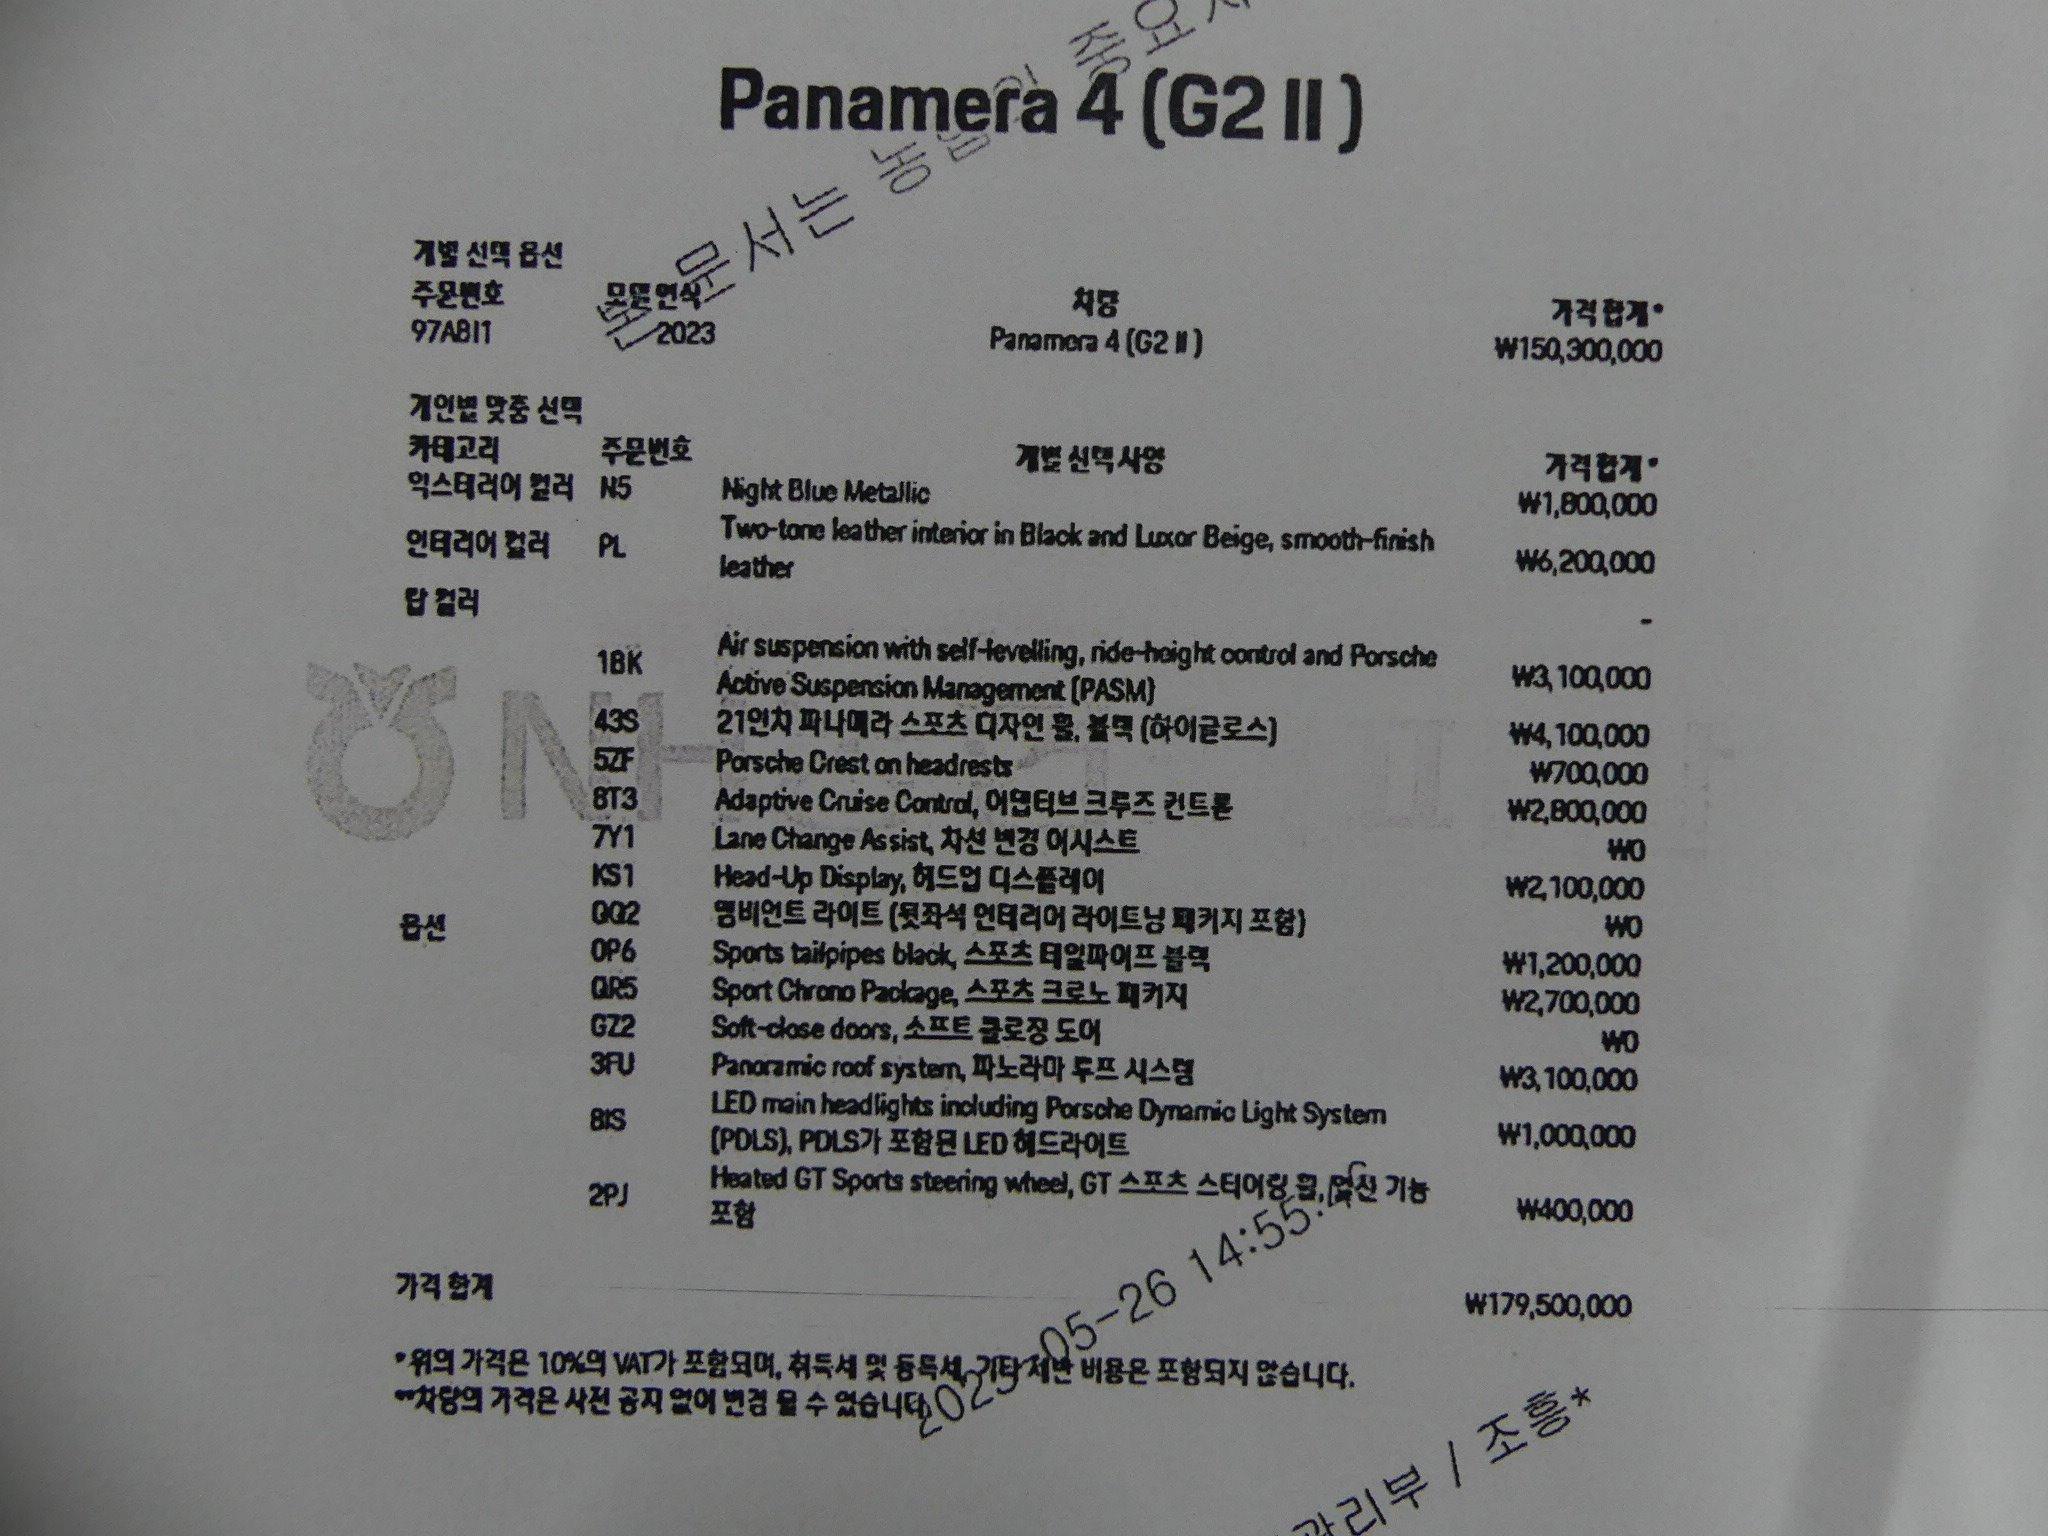 Panamera 4 (G2 II)
개별 선택 옵션
주문번호 모델 연식 차량 가격 합계*
97ABI1 2023 Panamera 4 (G2 II) ₩150,300,000
개인별 맞춤 선택
카테고리 주문번호 개별 선택 사양 가격 합계*
익스테리어 컬러 N5 Night Blue Metallic ₩1,800,000
인테리어 컬러 PL Two-tone leather interior in Black and Luxor Beige, smooth-finish leather ₩6,200,000
탑 컬러 -
옵션
1BK Air suspension with self-levelling, ride-height control and Porsche Active Suspension Management (PASM) ₩3,100,000
43S 21인치 파나메라 스포츠 디자인 휠, 블랙 (하이글로스) ₩4,100,000
5ZF Porsche Crest on headrests ₩700,000
8T3 Adaptive Cruise Control, 어댑티브 크루즈 컨트롤 ₩2,800,000
7Y1 Lane Change Assist, 차선 변경 어시스트 ₩0
KS1 Head-Up Display, 헤드업 디스플레이 ₩2,100,000
QQ2 앰비언트 라이트 (뒷좌석 인테리어 라이트닝 패키지 포함) ₩0
0P6 Sports tailpipes black, 스포츠 테일파이프 블랙 ₩1,200,000
QR5 Sport Chrono Package, 스포츠 크로노 패키지 ₩2,700,000
GZ2 Soft-close doors, 소프트 클로징 도어 ₩0
3FU Panoramic roof system, 파노라마 루프 시스템 ₩3,100,000
8IS LED main headlights including Porsche Dynamic Light System (PDLS), PDLS가 포함된 LED 헤드라이트 ₩1,000,000
2PJ Heated GT Sports steering wheel, GT 스포츠 스티어링 휠, 열선 기능 포함 ₩400,000
가격 합계 ₩179,500,000
*위의 가격은 10%의 VAT가 포함되며, 취득세 및 등록세, 기타 제반 비용은 포함되지 않습니다.
**차량의 가격은 사전 공지 없이 변경 될 수 있습니다
본 문서는 농협의 중요
05-26 14:55:
관리부 / 조흥*
NH